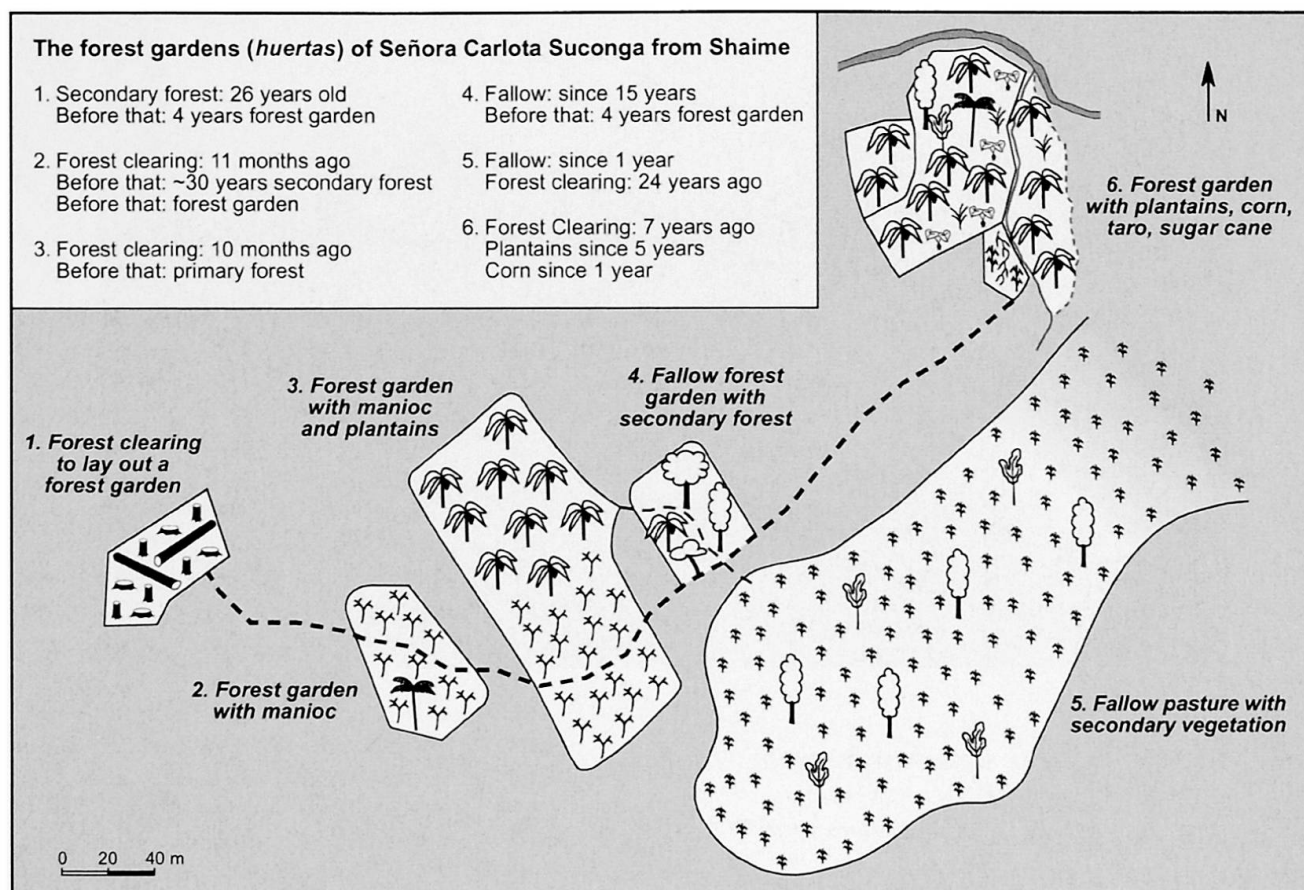 The forest gardens (huertas) of Señora Carlota Suconga from Shaime
1. Secondary forest: 26 years old
Before that: 4 years forest garden
2. Forest clearing: 11 months ago
Before that: ~30 years secondary forest
Before that: forest garden
3. Forest clearing: 10 months ago
Before that: primary forest
4. Fallow: since 15 years
Before that: 4 years forest garden
5. Fallow: since 1 year
Forest clearing: 24 years ago
6. Forest Clearing: 7 years ago
Plantains since 5 years
Corn since 1 year
N
6. Forest garden
with plantains, corn,
taro, sugar cane
3. Forest garden
with manioc
and plantains
4. Fallow forest
garden with
secondary forest
1. Forest clearing
to lay out a
forest garden
2. Forest garden
with manioc
5. Fallow pasture with
secondary vegetation
0 20 40 m